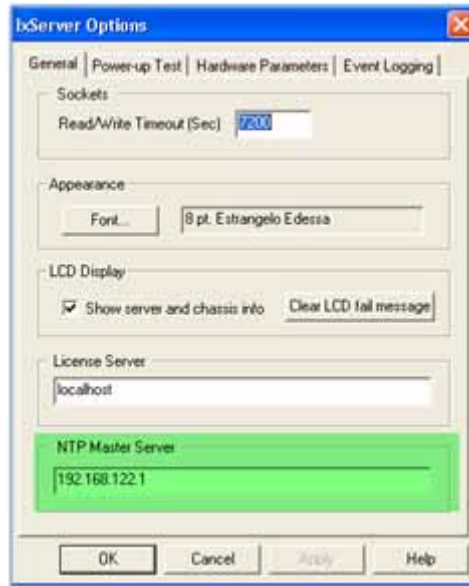 IxServer Options
General Power-up Test Hardware Parameters Event Logging
Sockets
Read/Write Timeout (Sec) 7200
Appearance
Font... 8 pt. Estrangelo Edessa
LCD Display
Show server and chassis info Clear LCD fail message
License Server
localhost
NTP Master Server
192.168.122.1
OK Cancel Apply Help